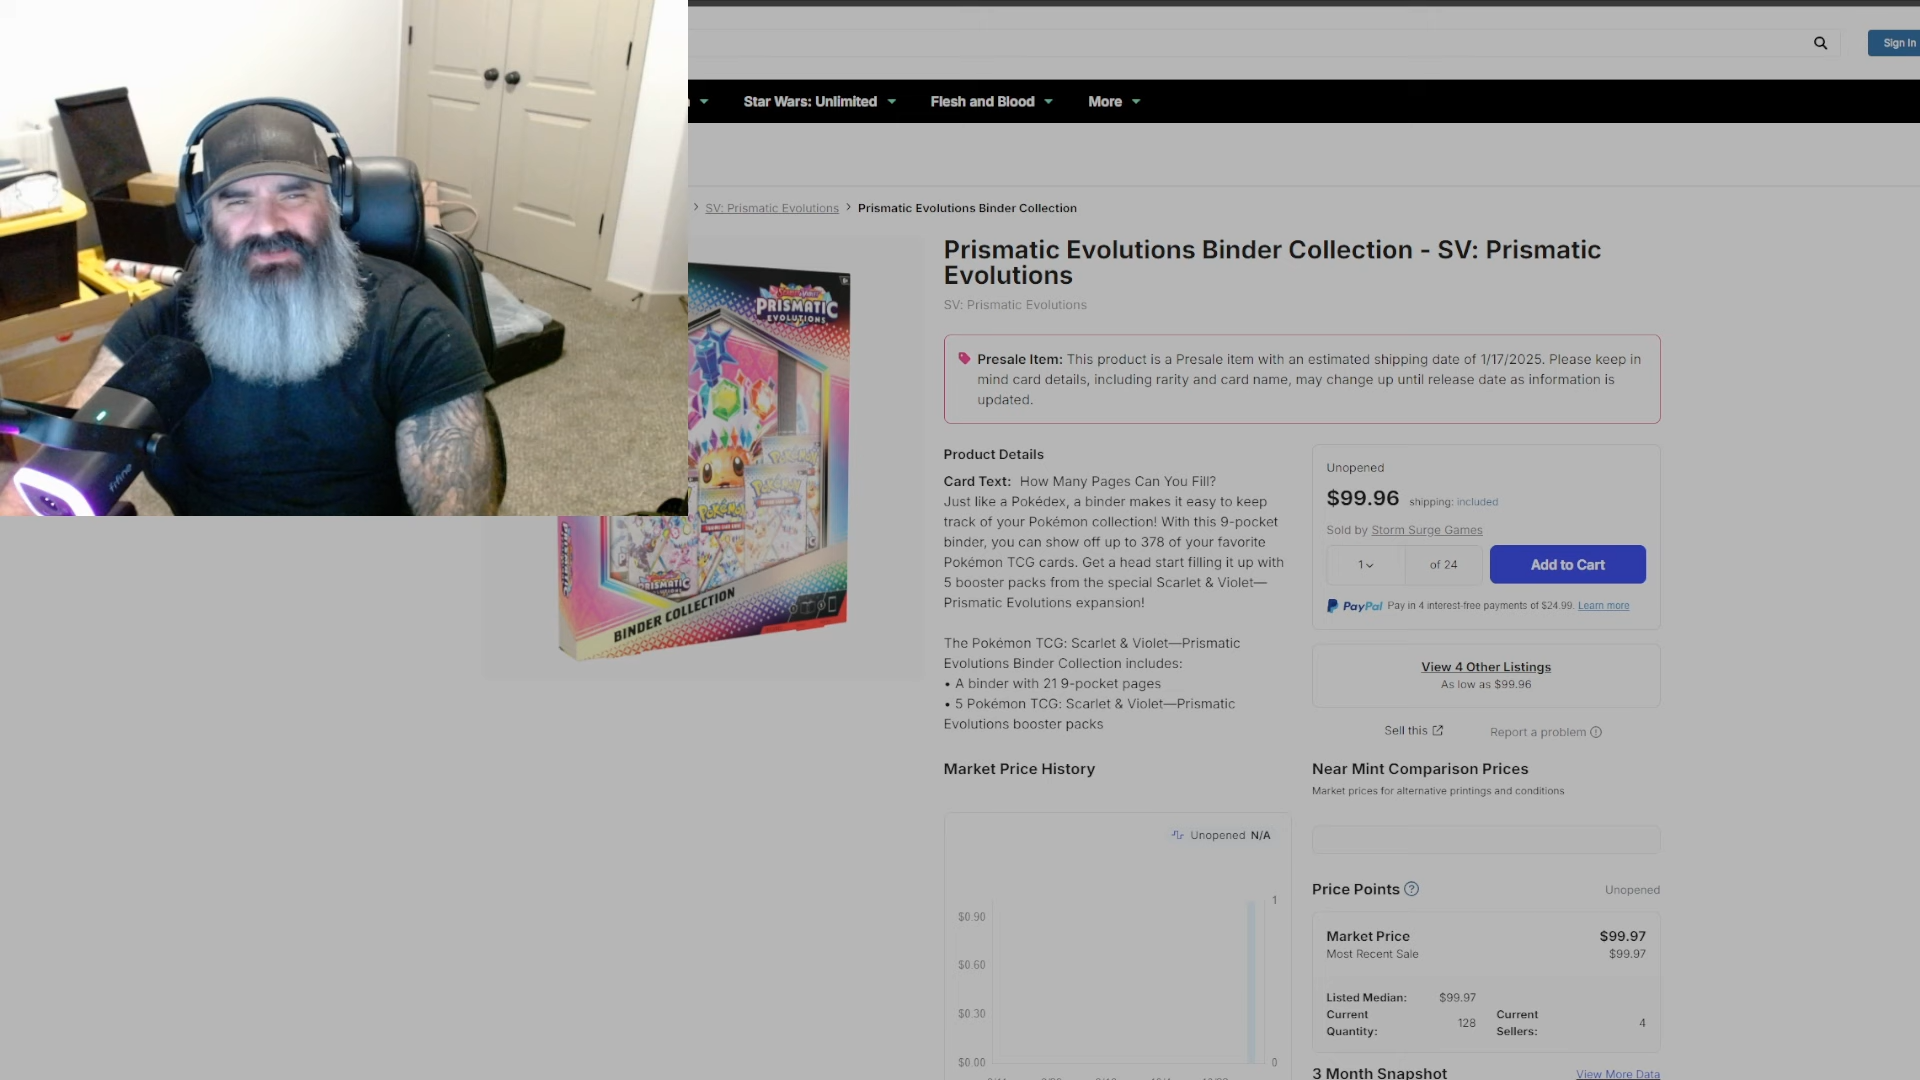 Sign In
Star Wars: Unlimited
Flesh and Blood
More
SV: Prismatic Evolutions > Prismatic Evolutions Binder Collection
Prismatic Evolutions Binder Collection - SV: Prismatic
Evolutions
SV: Prismatic Evolutions
Presale Item: This product is a Presale item with an estimated shipping date of 1/17/2025. Please keep in
mind card details, including rarity and card name, may change up until release date as information is
updated.
PRISMATIC
EVOLUTIONS
Pokémon
PRISMATIC
BINDER COLLECTION
fifine
Product Details
Card Text: How Many Pages Can You Fill?
Just like a Pokédex, a binder makes it easy to keep
track of your Pokémon collection! With this 9-pocket
binder, you can show off up to 378 of your favorite
Pokémon TCG cards. Get a head start filling it up with
5 booster packs from the special Scarlet & Violet—
Prismatic Evolutions expansion!
The Pokémon TCG: Scarlet & Violet—Prismatic
Evolutions Binder Collection includes:
• A binder with 21 9-pocket pages
• 5 Pokémon TCG: Scarlet & Violet—Prismatic
Evolutions booster packs
Unopened
$99.96 shipping: included
Sold by Storm Surge Games
1 of 24 Add to Cart
PayPal Pay in 4 interest-free payments of $24.99. Learn more
View 4 Other Listings
As low as $99.96
Sell this Report a problem
Market Price History
Unopened N/A
1
$0.90
$0.60
$0.30
$0.00 0
Near Mint Comparison Prices
Market prices for alternative printings and conditions
Price Points ? Unopened
Market Price $99.97
Most Recent Sale $99.97
Listed Median: $99.97
Current Quantity: 128 Current Sellers: 4
3 Month Snapshot View More Data